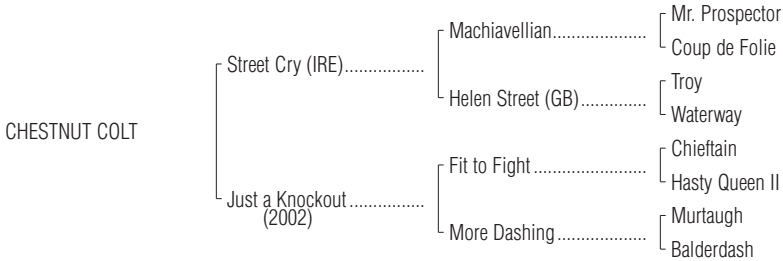 Mr. Prospector
Machiavellian....................
Coup de Folie
Street Cry (IRE).................
Troy
Helen Street (GB)..............
Waterway
CHESTNUT COLT
Chieftain
Fit to Fight ........................
Hasty Queen II
Just a Knockout ................
(2002)
Murtaugh
More Dashing...................
Balderdash